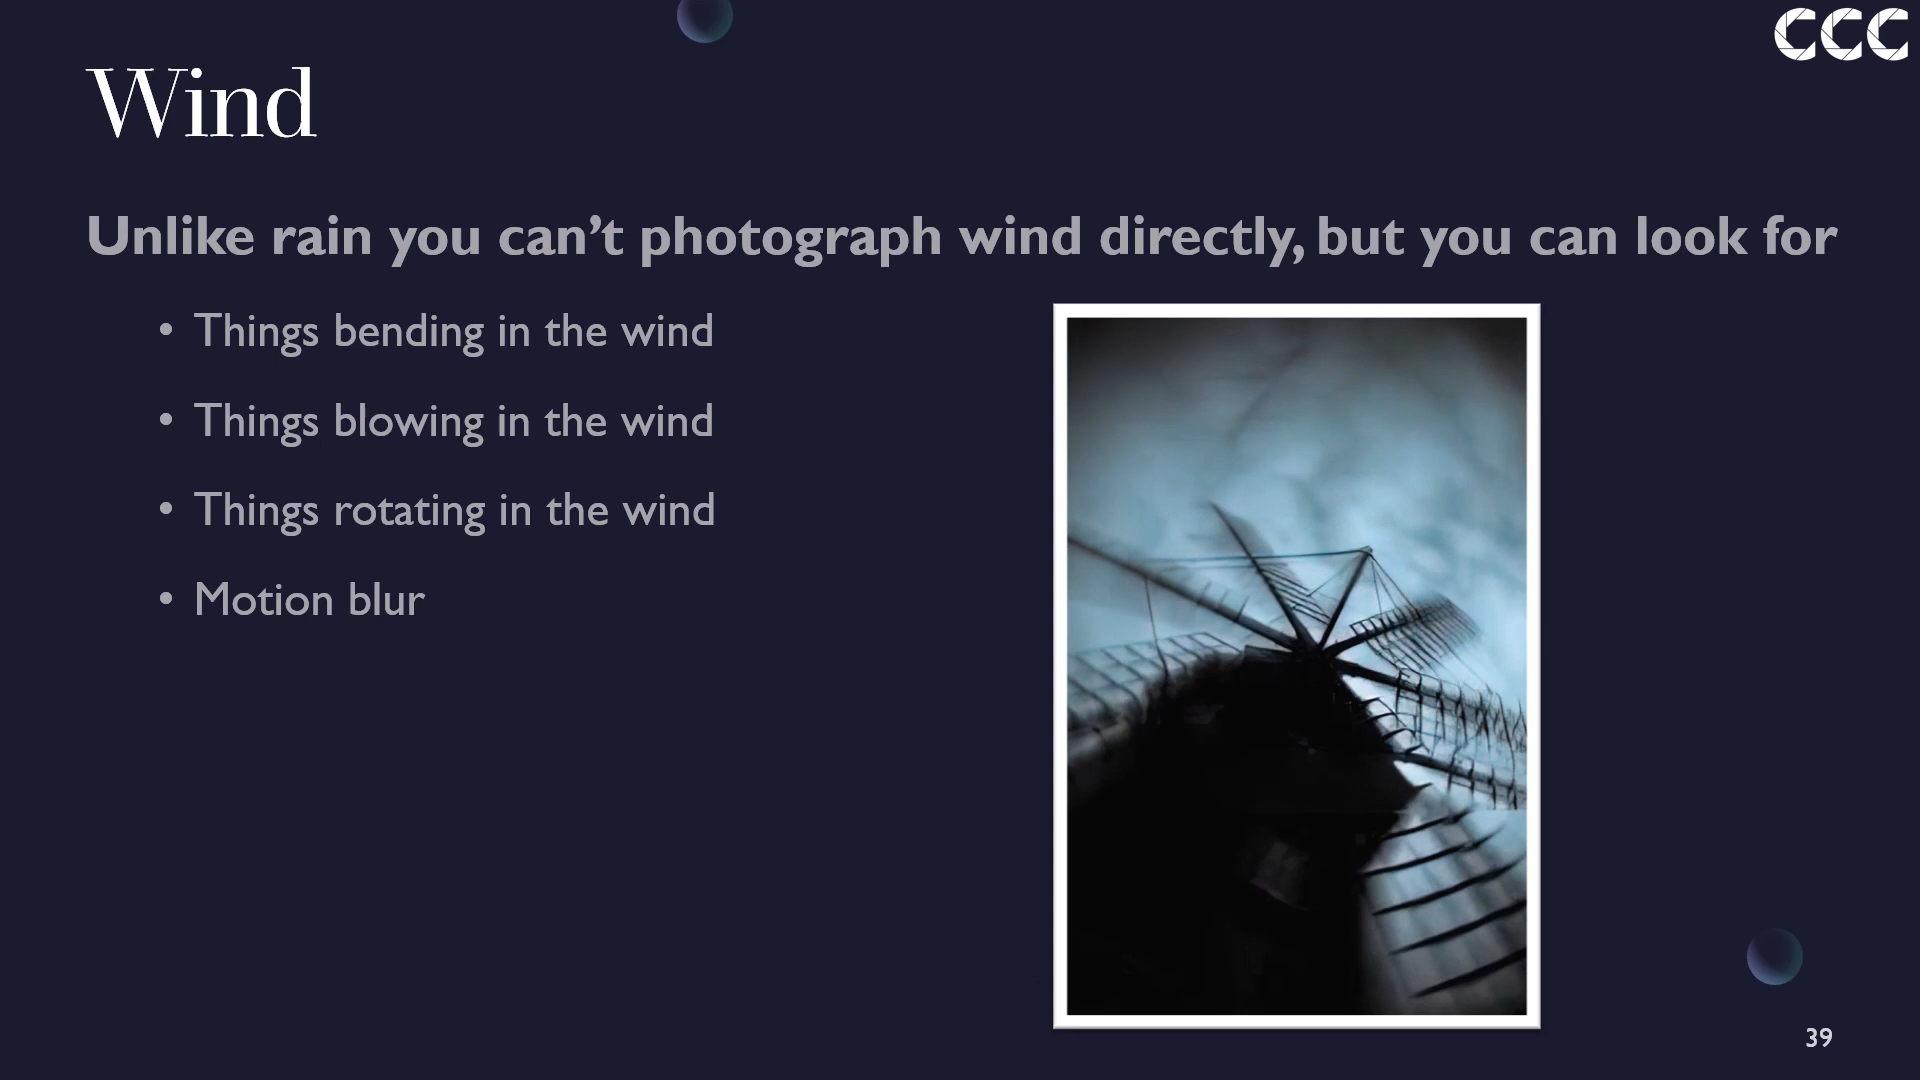 CCC
Wind
Unlike rain you can’t photograph wind directly, but you can look for
• Things bending in the wind
• Things blowing in the wind
• Things rotating in the wind
• Motion blur
39